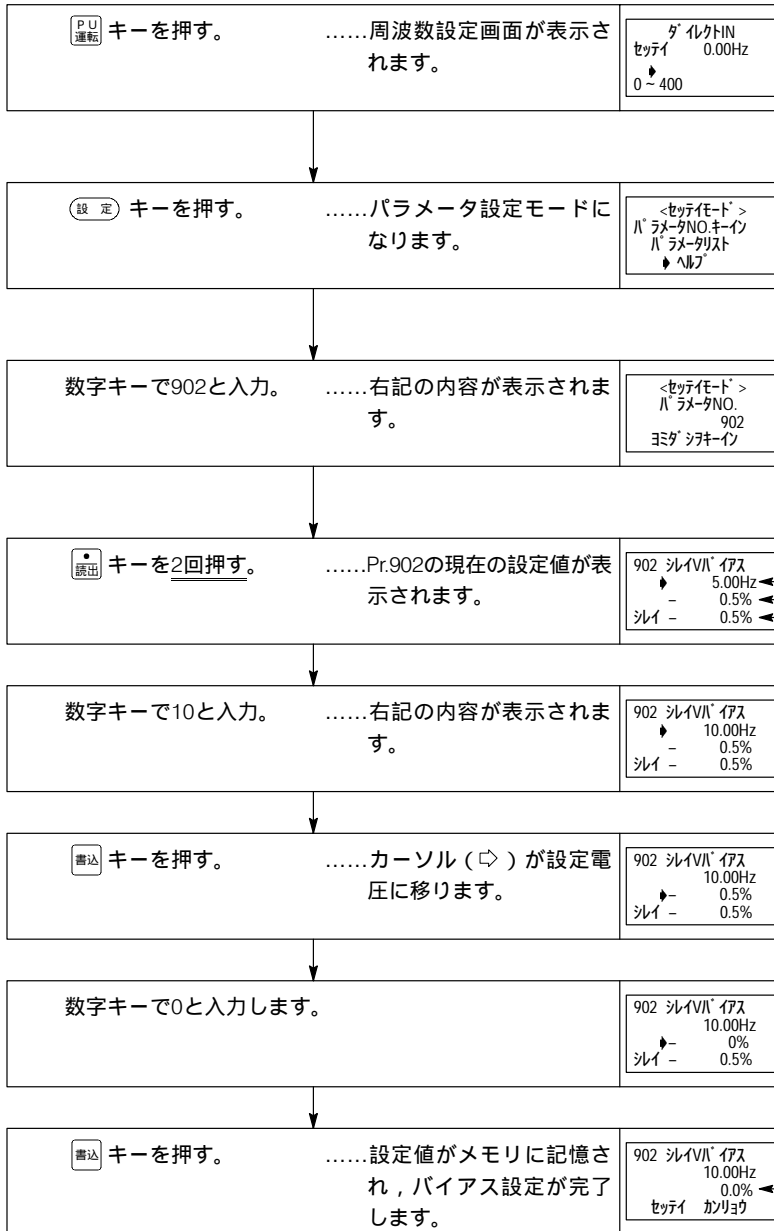 PU
運転 キーを押す。 ……周波数設定画面が表示さ
れます。
ﾀﾞｲﾚｸﾄIN
ｾｯﾃｲ 0.00Hz
0～400
設 定 キーを押す。 ……パラメータ設定モードに
なります。
<ｾｯﾃｲﾓｰﾄﾞ>
ﾊﾟﾗﾒｰﾀNO.ｷｰｲﾝ
ﾊﾟﾗﾒｰﾀﾘｽﾄ
ﾍﾙﾌﾟ
数字キーで902と入力。 ……右記の内容が表示されま
す。
<ｾｯﾃｲﾓｰﾄﾞ>
ﾊﾟﾗﾒｰﾀNO.
902
ﾖﾐﾀﾞｼｦｷｰｲﾝ
読出 キーを2回押す。 ……Pr.902の現在の設定値が表
示されます。
902 ｼﾚｲVﾊﾞｲｱｽ
5.00Hz
– 0.5%
ｼﾚｲ – 0.5%
数字キーで10と入力。 ……右記の内容が表示されま
す。
902 ｼﾚｲVﾊﾞｲｱｽ
10.00Hz
– 0.5%
ｼﾚｲ – 0.5%
書込 キーを押す。 ……カーソル（⇨）が設定電
圧に移ります。
902 ｼﾚｲVﾊﾞｲｱｽ
10.00Hz
– 0.5%
ｼﾚｲ – 0.5%
数字キーで0と入力します。
902 ｼﾚｲVﾊﾞｲｱｽ
10.00Hz
– 0%
ｼﾚｲ – 0.5%
書込 キーを押す。 ……設定値がメモリに記憶さ
れ，バイアス設定が完了
します。
902 ｼﾚｲVﾊﾞｲｱｽ
10.00Hz
0.0%
ｾｯﾃｲ ｶﾝﾘｮｳ